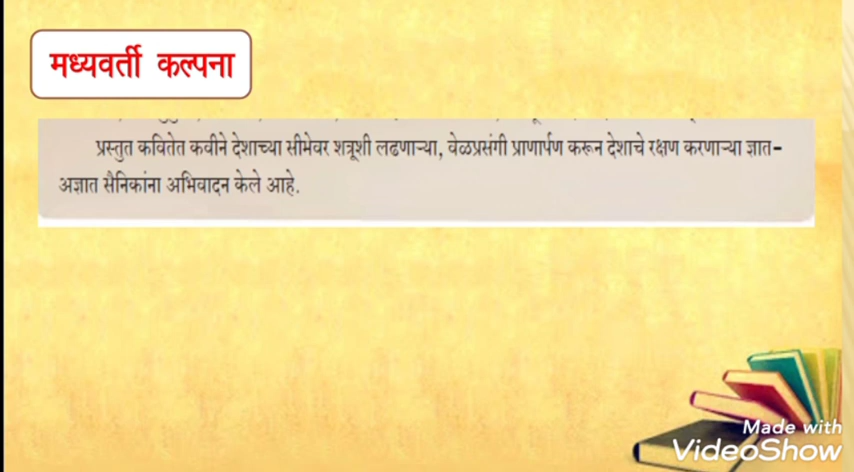 मध्यवर्ती कल्पना
प्रस्तुत कवितेत कवीने देशाच्या सीमेवर शत्रूशी लढणाऱ्या, वेळप्रसंगी प्राणार्पण करून देशाचे रक्षण करणाऱ्या ज्ञात-
अज्ञात सैनिकांना अभिवादन केले आहे.
Made with
VideoShow